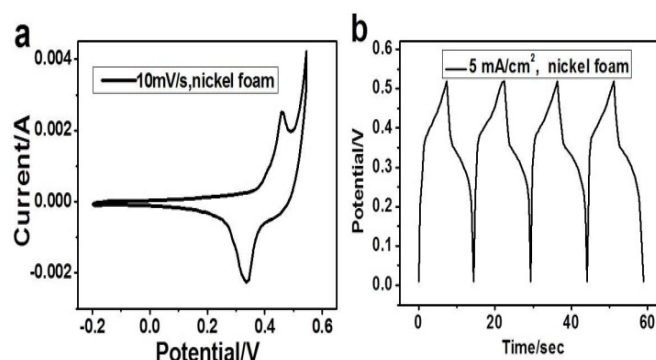 a
10mV/s,nickel foam
Current/A
0.004
0.002
0.000
-0.002
-0.2
0.0
0.2
0.4
0.6
Potential/V
b
5 mA/cm², nickel foam
Potential/V
0.6
0.5
0.4
0.3
0.2
0.1
0.0
0
20
40
60
Time/sec